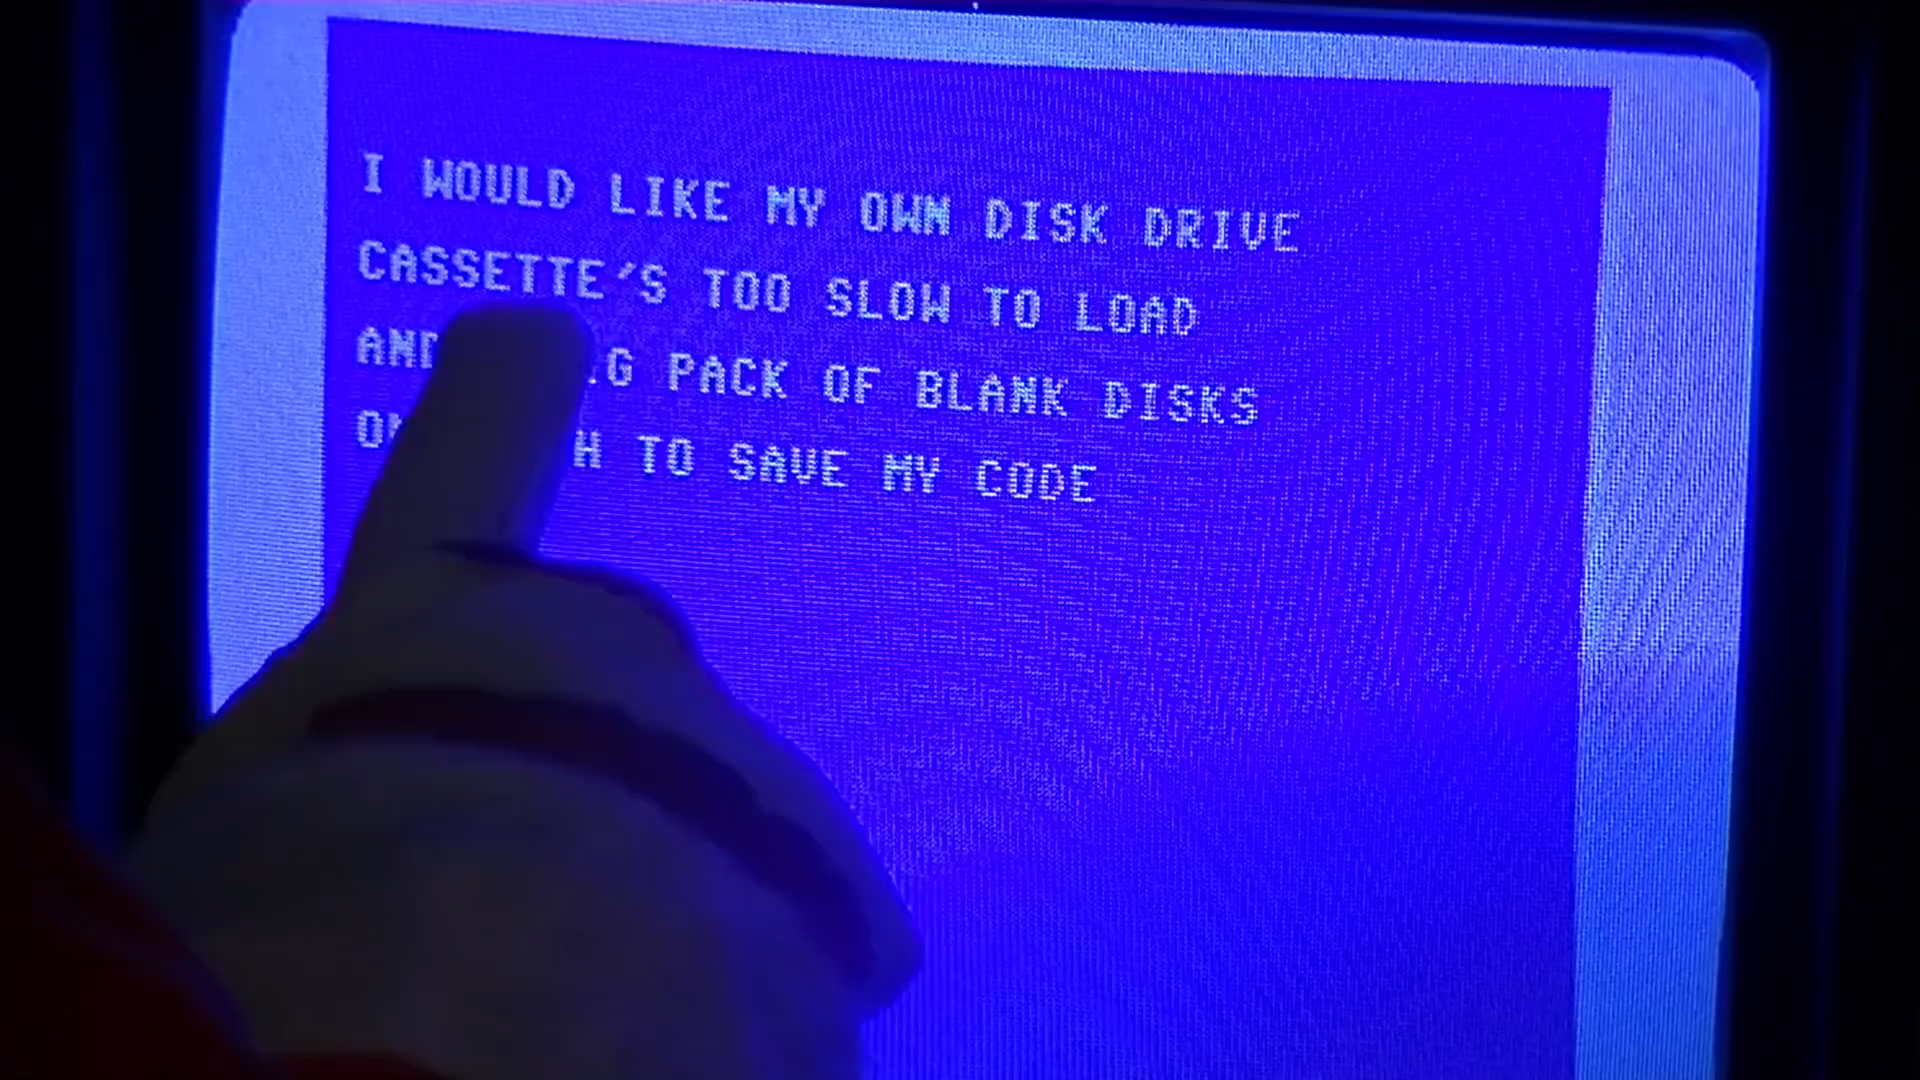 I WOULD LIKE MY OWN DISK DRIVE
CASSETTE'S TOO SLOW TO LOAD
AND PACK OF BLANK DISKS
TO SAVE MY CODE